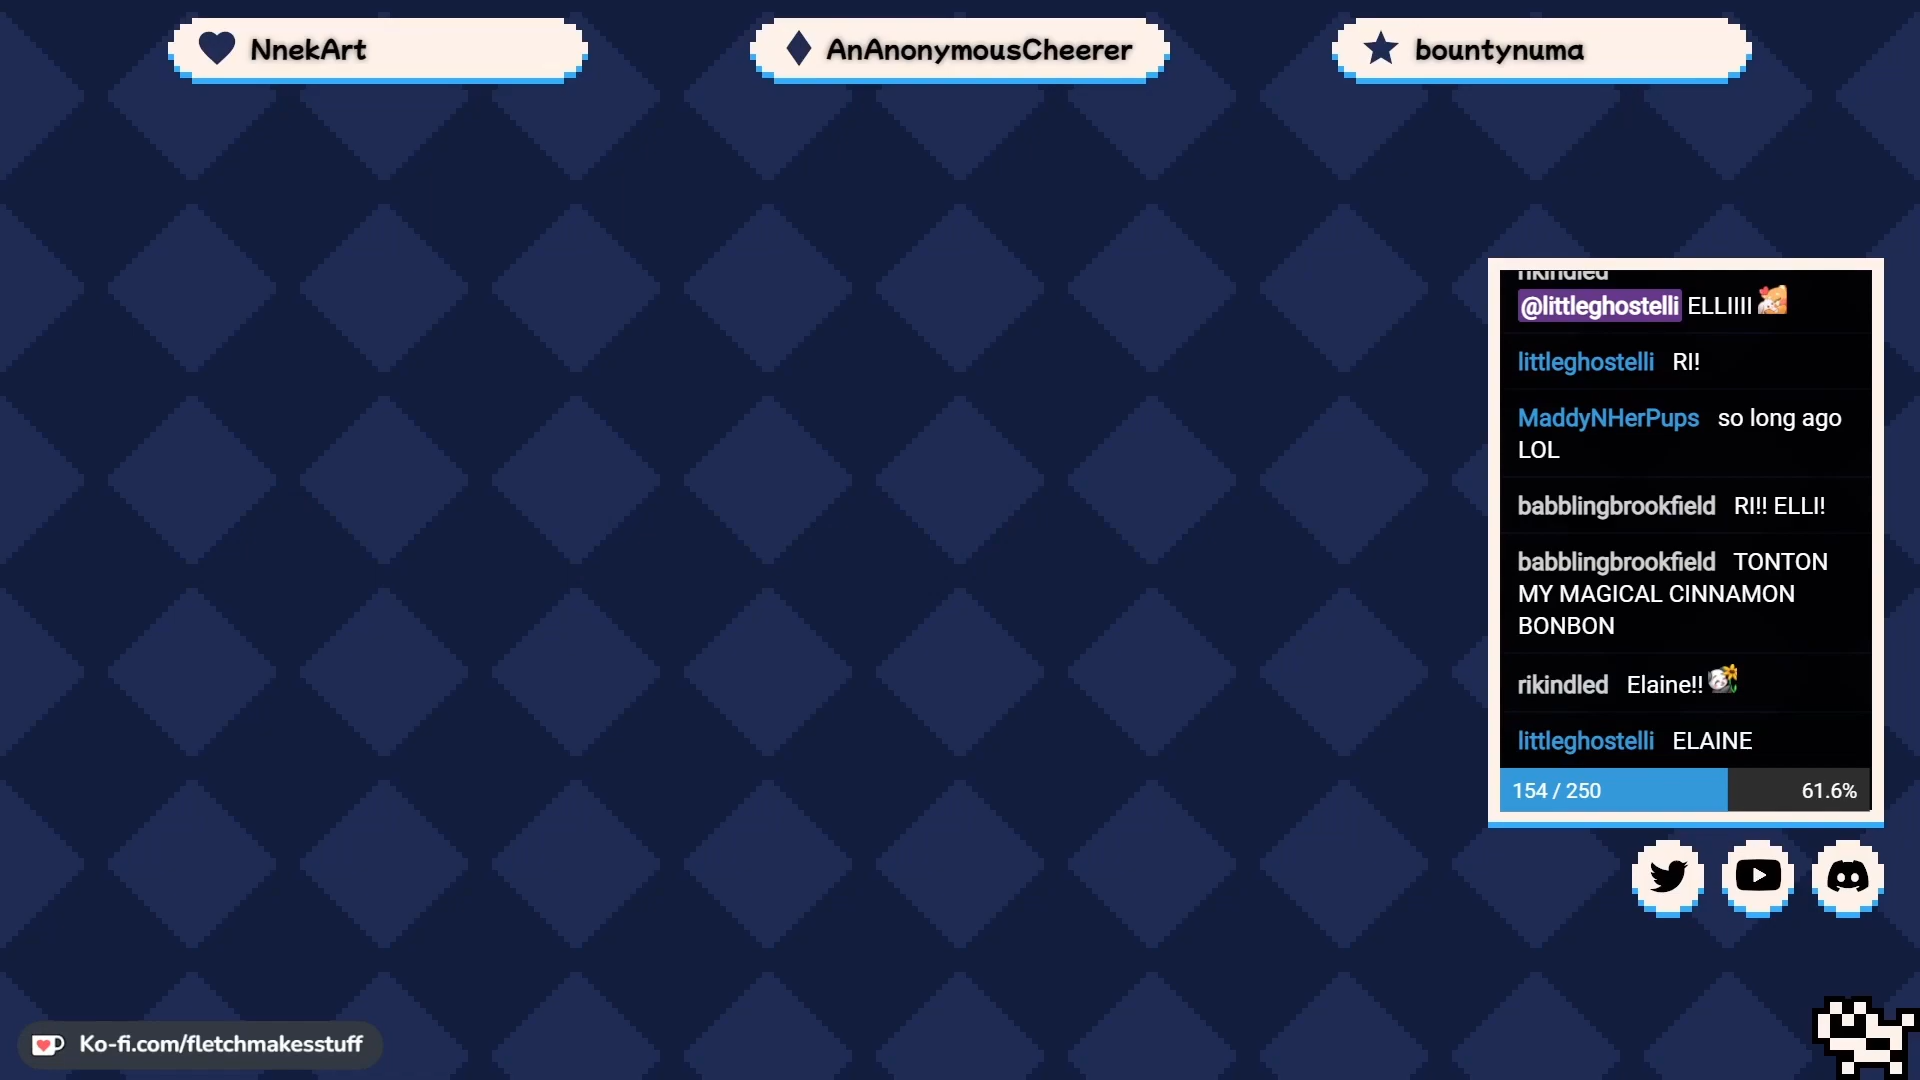 NnekArt
AnAnonymousCheerer
bountynuma
rikindled
@littleghostelli ELLIIII
littleghostelli RI!
MaddyNHerPups so long ago
LOL
babblingbrookfield RI!! ELLI!
babblingbrookfield TONTON
MY MAGICAL CINNAMON
BONBON
rikindled Elaine!!
littleghostelli ELAINE
154 / 250 61.6%
Ko-fi.com/fletchmakesstuff